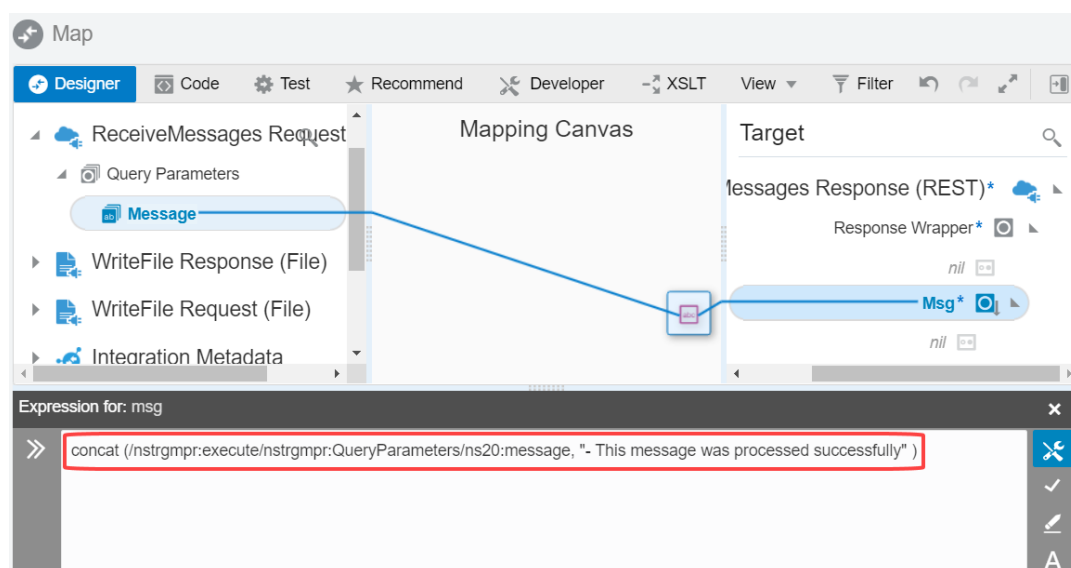 Map
Designer Code Test Recommend Developer XSLT View Filter
ReceiveMessages Request
Query Parameters
Message
WriteFile Response (File)
WriteFile Request (File)
Integration Metadata
Mapping Canvas
abc
Target
Messages Response (REST)*
Response Wrapper*
nil
Msg*
nil
Expression for: msg
concat (/nstrgmpr:execute/nstrgmpr:QueryParameters/ns20:message, "- This message was processed successfully" )
A